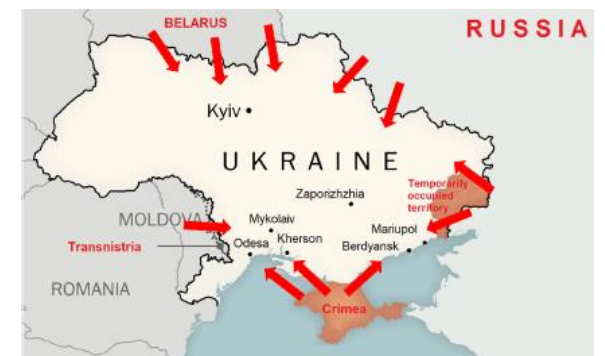 BELARUS
RUSSIA
Kyiv
UKRAINE
Temporarily
occupied
territory
Zaporizhzhia
MOLDOVA
Mykolaiv
Mariupol
Transnistria
Odesa
Kherson
Berdyansk
ROMANIA
Crimea